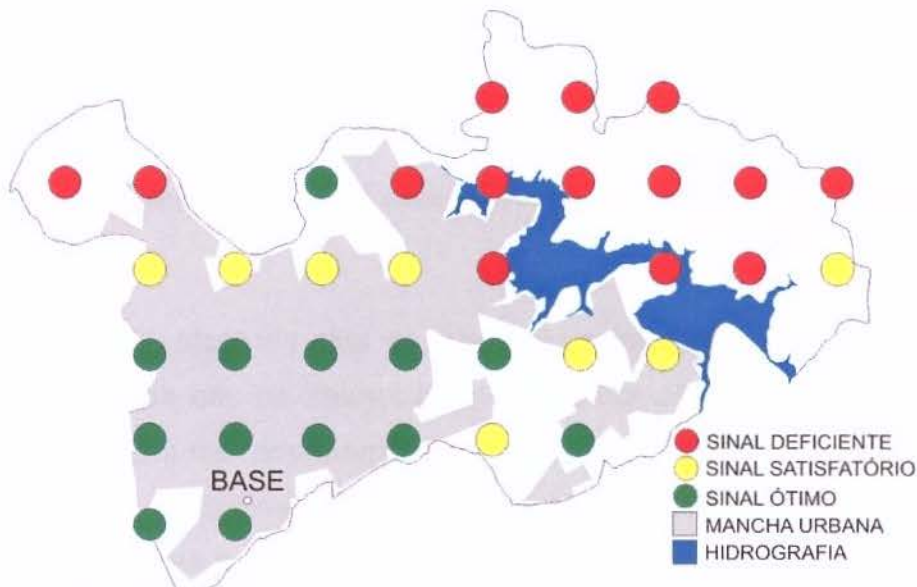 BASE
SINAL DEFICIENTE
SINAL SATISFATÓRIO
SINAL ÓTIMO
MANCHA URBANA
HIDROGRAFIA